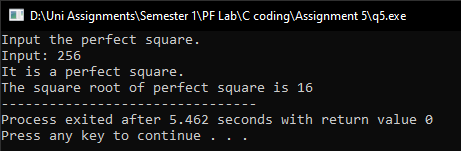 D:\Uni Assignments\Semester 1\PF Lab\C coding\Assignment 5\q5.exe
Input the perfect square.
Input: 256
It is a perfect square.
The square root of perfect square is 16
--------------------------------
Process exited after 5.462 seconds with return value 0
Press any key to continue . . .